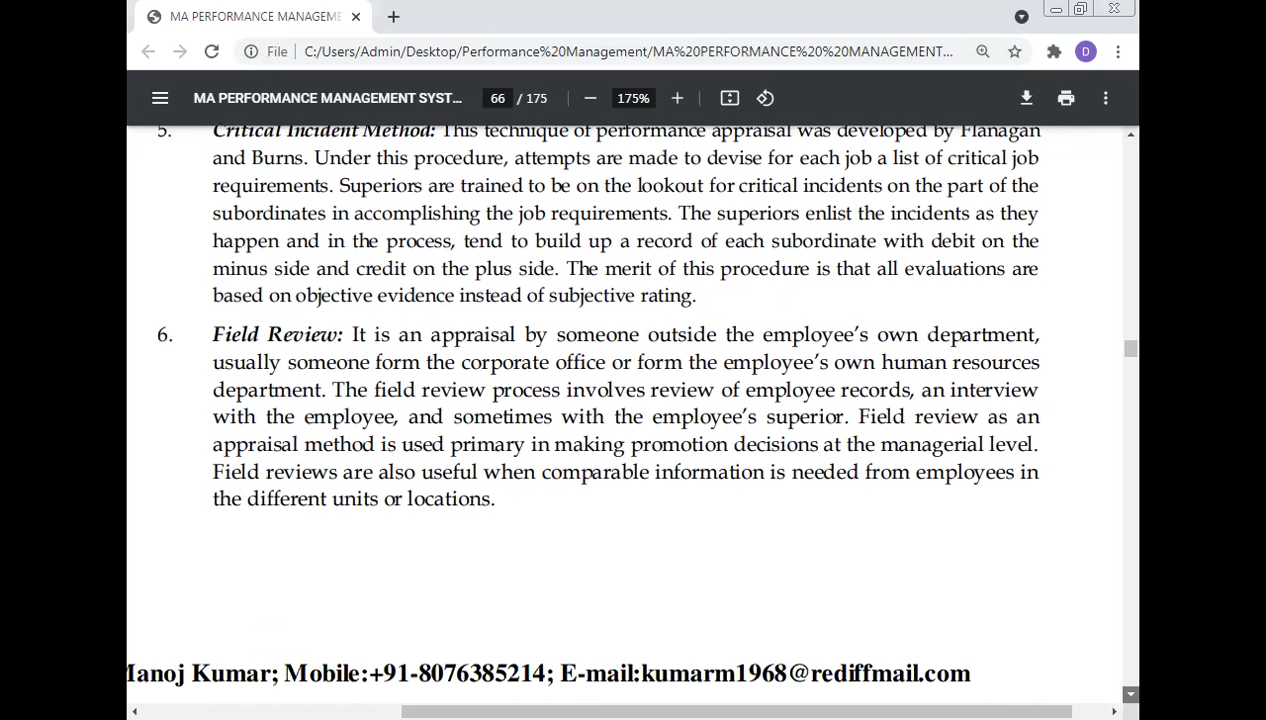 MA PERFORMANCE MANAGEME
File C:/Users/Admin/Desktop/Performance%20Management/MA%20PERFORMANCE%20%20MANAGEMENT...
D
MA PERFORMANCE MANAGEMENT SYST... 66 / 175 175%
5. Critical Incident Method: This technique of performance appraisal was developed by Flanagan
and Burns. Under this procedure, attempts are made to devise for each job a list of critical job
requirements. Superiors are trained to be on the lookout for critical incidents on the part of the
subordinates in accomplishing the job requirements. The superiors enlist the incidents as they
happen and in the process, tend to build up a record of each subordinate with debit on the
minus side and credit on the plus side. The merit of this procedure is that all evaluations are
based on objective evidence instead of subjective rating.
6. Field Review: It is an appraisal by someone outside the employee's own department,
usually someone form the corporate office or form the employee's own human resources
department. The field review process involves review of employee records, an interview
with the employee, and sometimes with the employee's superior. Field review as an
appraisal method is used primary in making promotion decisions at the managerial level.
Field reviews are also useful when comparable information is needed from employees in
the different units or locations.
Manoj Kumar; Mobile:+91-8076385214; E-mail:kumarm1968@rediffmail.com